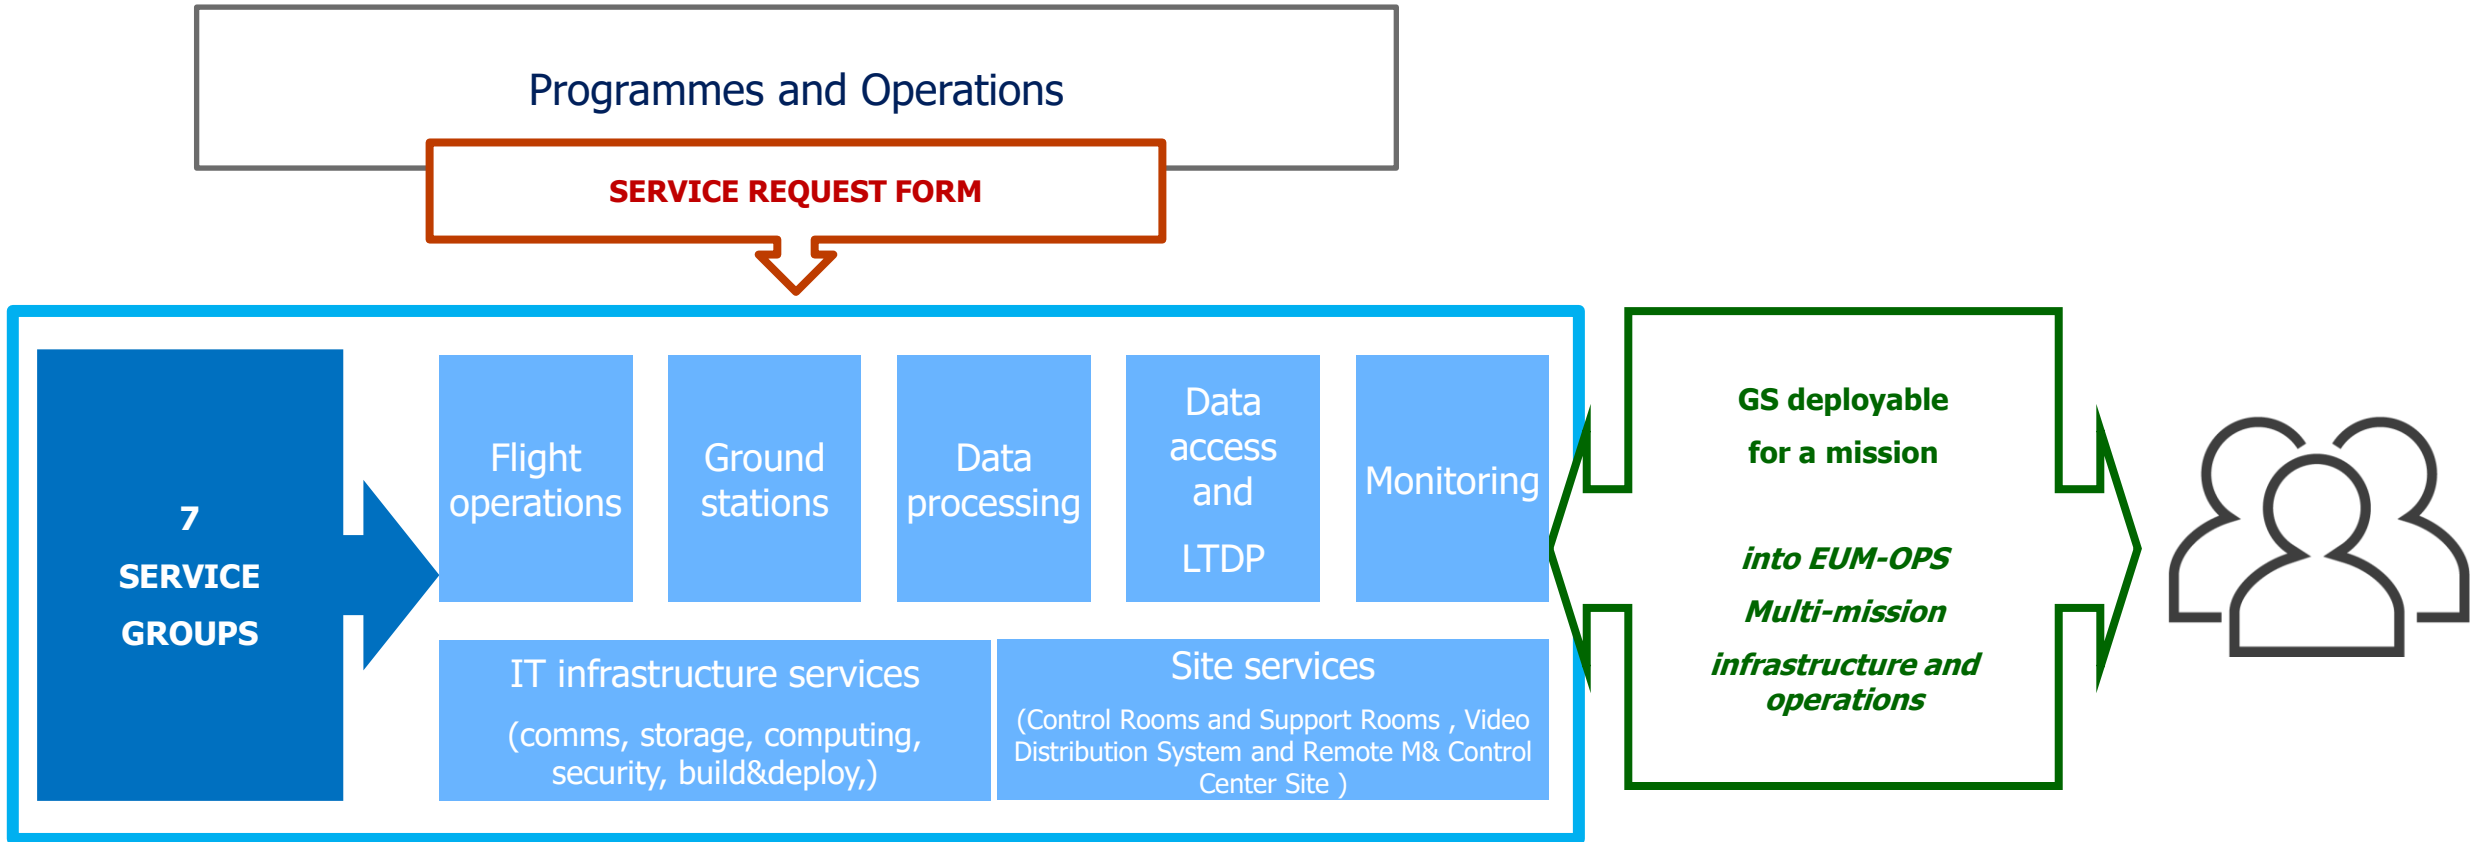 Programmes and Operations
SERVICE REQUEST FORM
7
SERVICE
GROUPS
Flight
operations
Ground
stations
Data
processing
Data
access
and
LTDP
Monitoring
IT infrastructure services
(comms, storage, computing,
security, build&deploy,)
Site services
(Control Rooms and Support Rooms , Video
Distribution System and Remote M& Control
Center Site )
GS deployable
for a mission
into EUM-OPS
Multi-mission
infrastructure and
operations